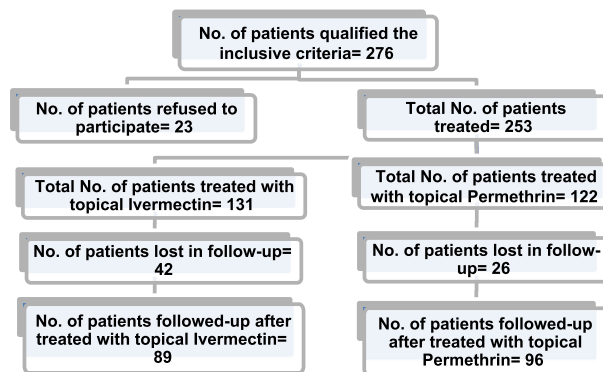 No. of patients qualified the
inclusive criteria= 276
No. of patients refused to
participate= 23
Total No. of patients
treated= 253
Total No. of patients treated with
topical Ivermectin= 131
Total No. of patients treated
with topical Permethrin= 122
No. of patients lost in follow-up=
42
No. of patients lost in follow-
up= 26
No. of patients followed-up after
treated with topical Ivermectin=
89
No. of patients followed-up
after treated with topical
Permethrin= 96